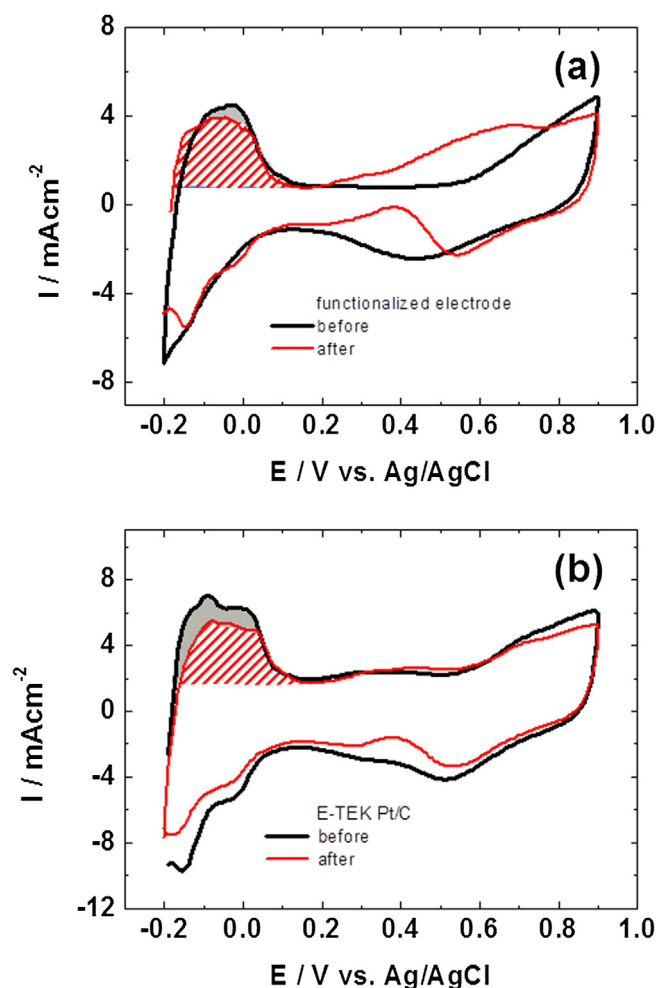 (a)
8
4
0
-4
-8
I / mAcm-2
functionalized electrode
before
after
-0.2 0.0 0.2 0.4 0.6 0.8 1.0
E / V vs. Ag/AgCl
(b)
8
4
0
-4
-8
-12
I / mAcm-2
E-TEK Pt/C
before
after
-0.2 0.0 0.2 0.4 0.6 0.8 1.0
E / V vs. Ag/AgCl